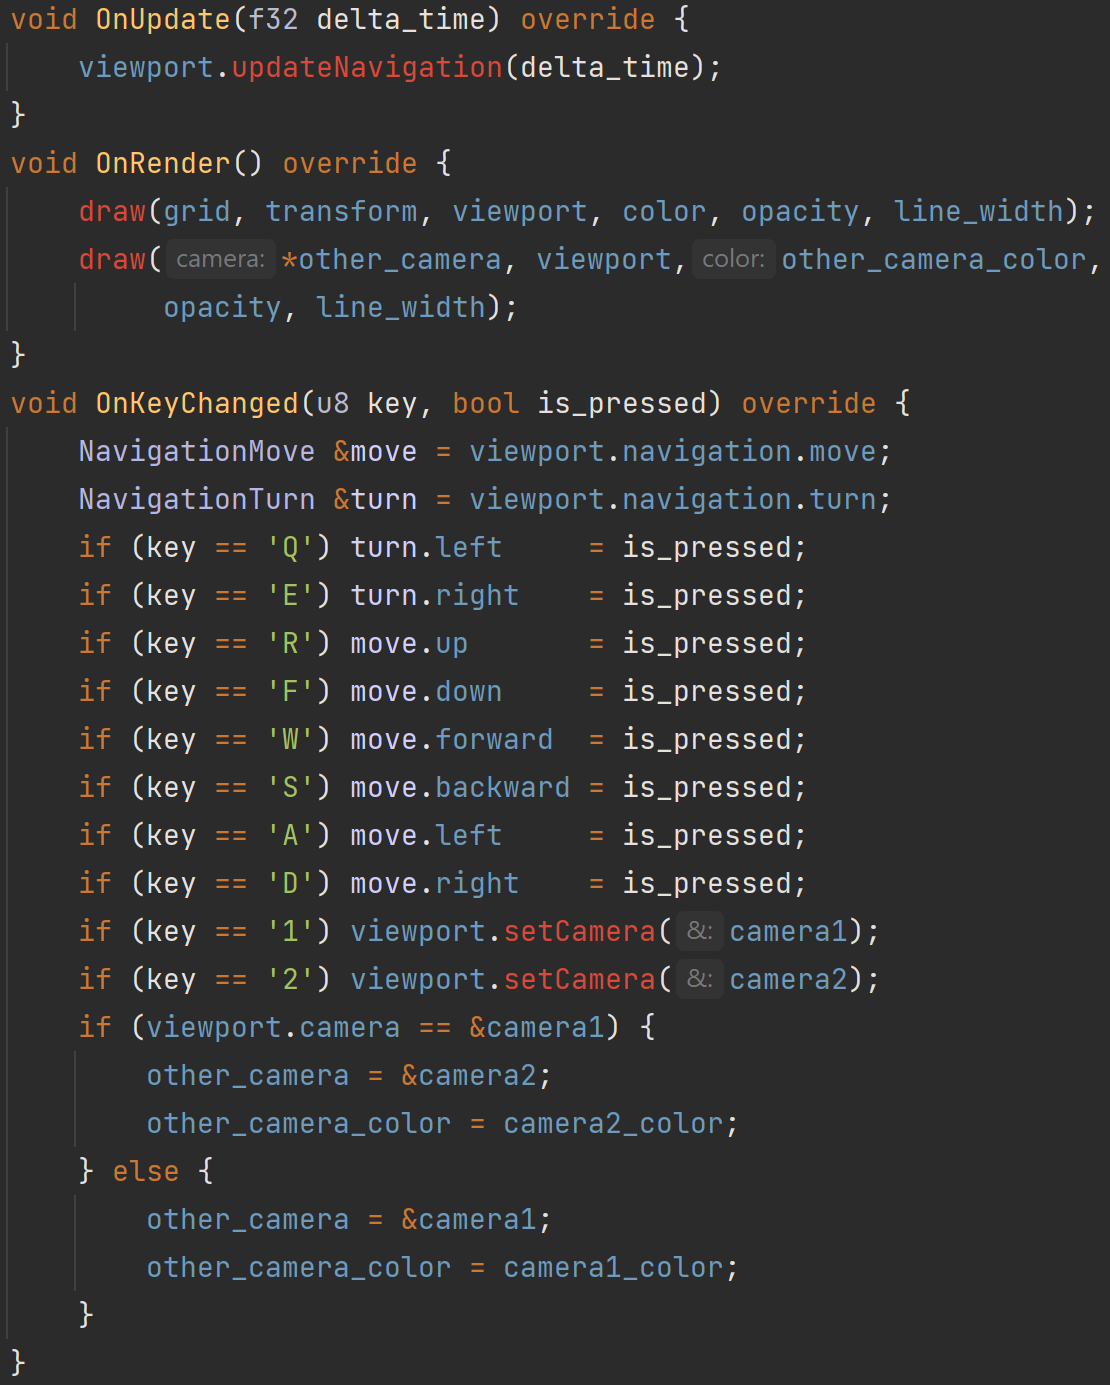 void OnUpdate(f32 delta_time) override {
    viewport.updateNavigation(delta_time);
}
void OnRender() override {
    draw(grid, transform, viewport, color, opacity, line_width);
    draw( camera: *other_camera, viewport, color: other_camera_color,
         opacity, line_width);
}
void OnKeyChanged(u8 key, bool is_pressed) override {
    NavigationMove &move = viewport.navigation.move;
    NavigationTurn &turn = viewport.navigation.turn;
    if (key == 'Q') turn.left     = is_pressed;
    if (key == 'E') turn.right    = is_pressed;
    if (key == 'R') move.up       = is_pressed;
    if (key == 'F') move.down     = is_pressed;
    if (key == 'W') move.forward  = is_pressed;
    if (key == 'S') move.backward = is_pressed;
    if (key == 'A') move.left     = is_pressed;
    if (key == 'D') move.right    = is_pressed;
    if (key == '1') viewport.setCamera( &: camera1);
    if (key == '2') viewport.setCamera( &: camera2);
    if (viewport.camera == &camera1) {
        other_camera = &camera2;
        other_camera_color = camera2_color;
    } else {
        other_camera = &camera1;
        other_camera_color = camera1_color;
    }
}